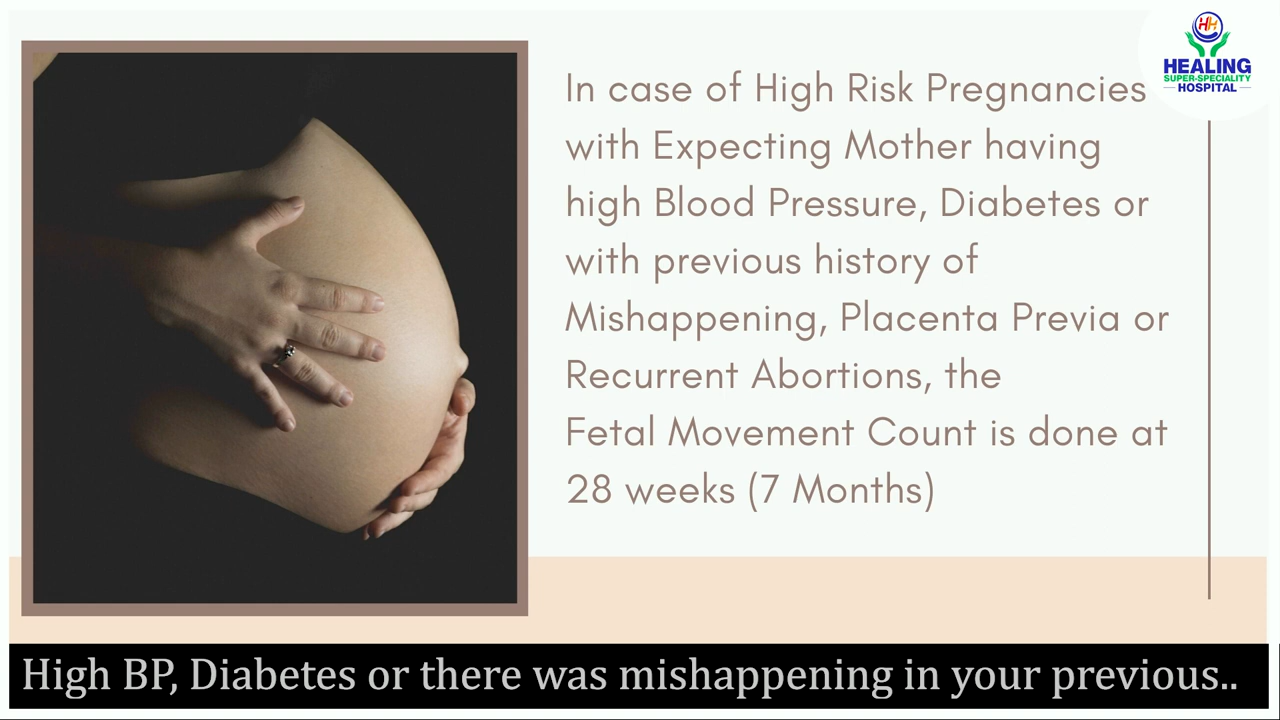 In case of High Risk Pregnancies
with Expecting Mother having
high Blood Pressure, Diabetes or
with previous history of
Mishappening, Placenta Previa or
Recurrent Abortions, the
Fetal Movement Count is done at
28 weeks (7 Months)
HH
HEALING
SUPER-SPECIALITY
HOSPITAL
High BP, Diabetes or there was mishappening in your previous..